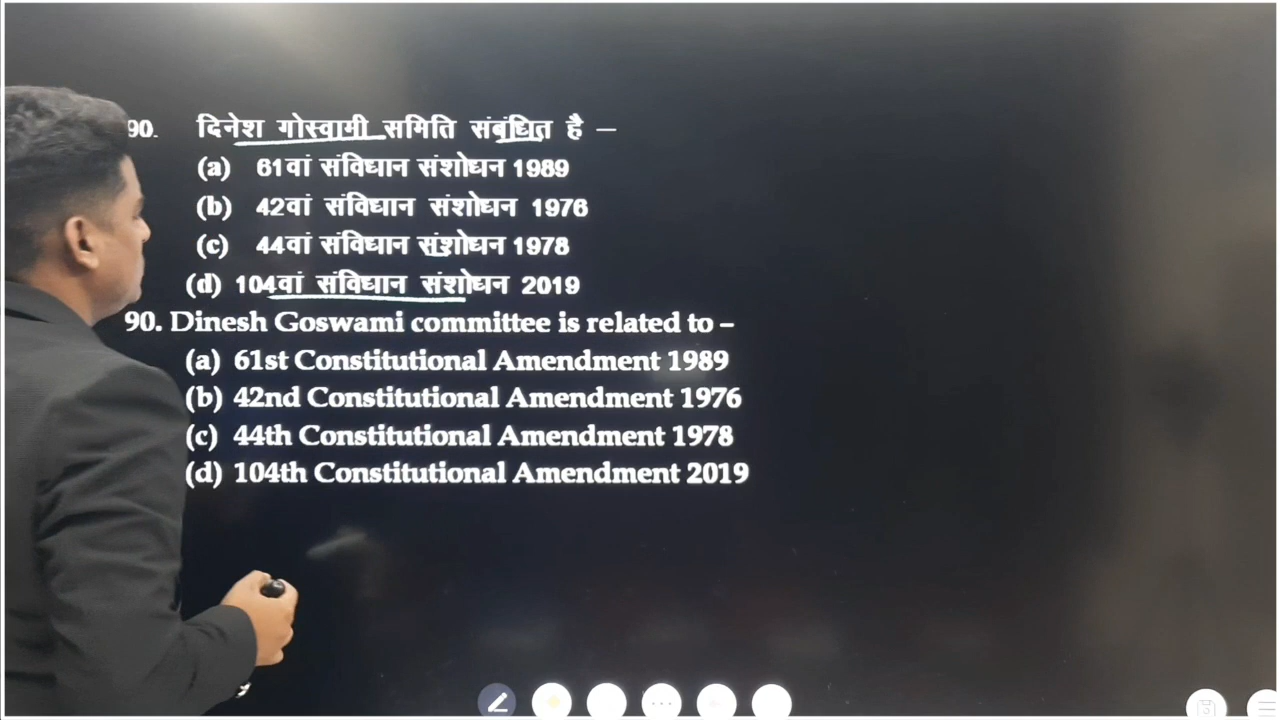 90. दिनेश गोस्वामी समिति संबंधित है –
(a) 61वां संविधान संशोधन 1989
(b) 42वां संविधान संशोधन 1976
(c) 44वां संविधान संशोधन 1978
(d) 104वां संविधान संशोधन 2019
90. Dinesh Goswami committee is related to –
(a) 61st Constitutional Amendment 1989
(b) 42nd Constitutional Amendment 1976
(c) 44th Constitutional Amendment 1978
(d) 104th Constitutional Amendment 2019